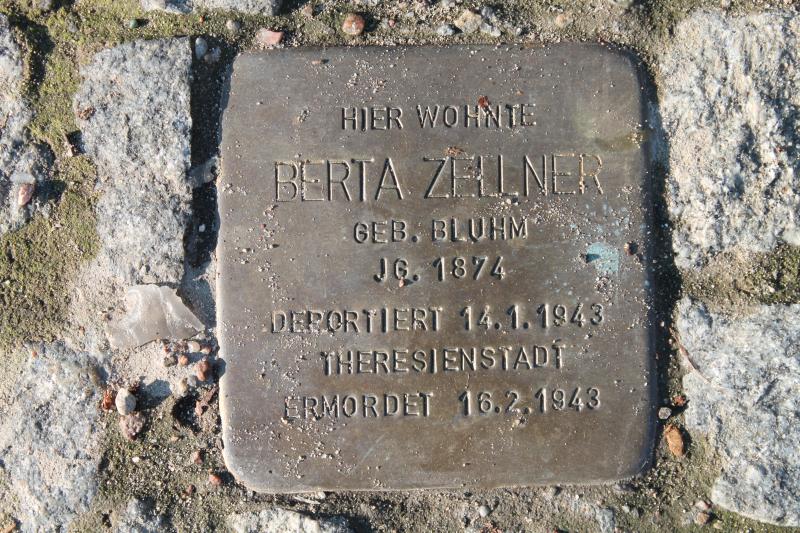 HIER WOHNTE
BERTA ZELLNER
GEB. BLUHM
JG. 1874
DEPORTIERT 14.1.1943
THERESIENSTADT
ERMORDET 16.2.1943